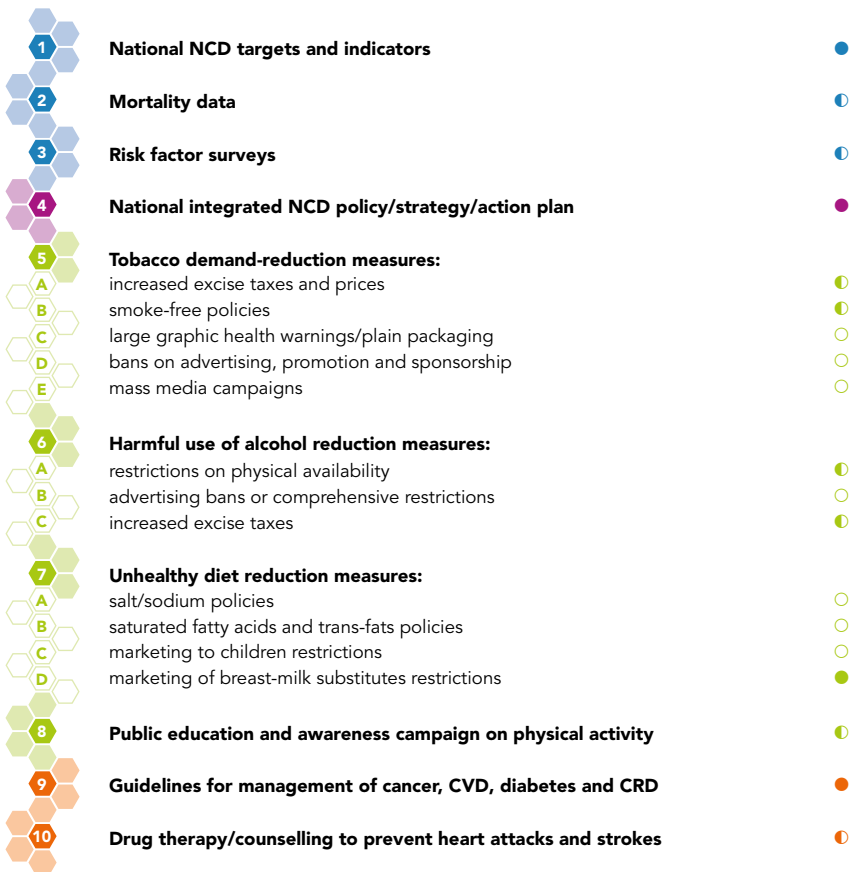 1 National NCD targets and indicators
2 Mortality data
3 Risk factor surveys
4 National integrated NCD policy/strategy/action plan
5 Tobacco demand-reduction measures:
A increased excise taxes and prices
B smoke-free policies
C large graphic health warnings/plain packaging
D bans on advertising, promotion and sponsorship
E mass media campaigns
6 Harmful use of alcohol reduction measures:
A restrictions on physical availability
B advertising bans or comprehensive restrictions
C increased excise taxes
7 Unhealthy diet reduction measures:
A salt/sodium policies
B saturated fatty acids and trans-fats policies
C marketing to children restrictions
D marketing of breast-milk substitutes restrictions
8 Public education and awareness campaign on physical activity
9 Guidelines for management of cancer, CVD, diabetes and CRD
10 Drug therapy/counselling to prevent heart attacks and strokes